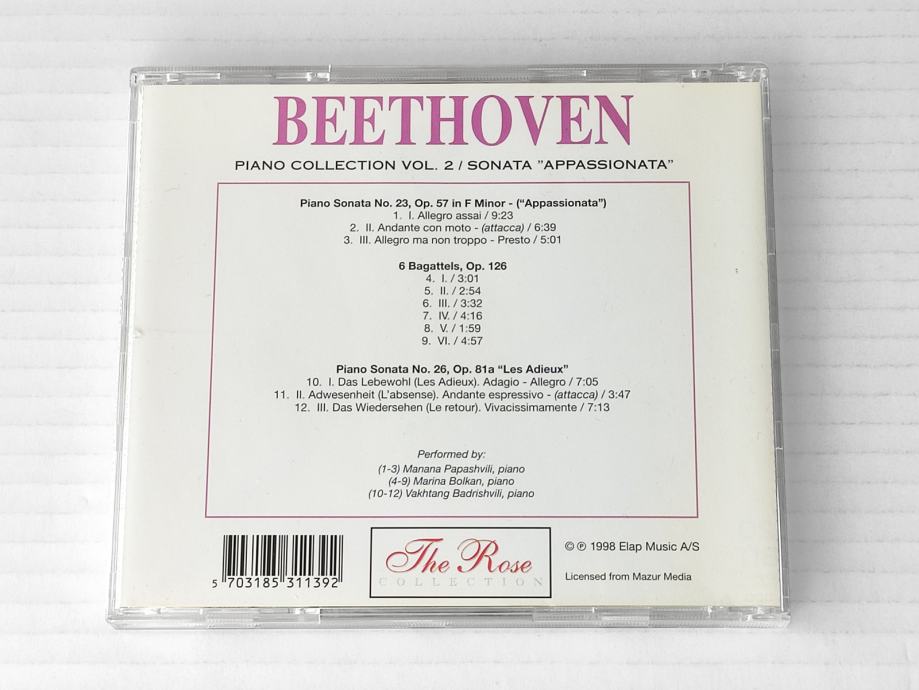 BEETHOVEN
PIANO COLLECTION VOL. 2 / SONATA ”APPASSIONATA”
Piano Sonata No. 23, Op. 57 in F Minor - (“Appassionata”)
1. I. Allegro assai / 9:23
2. II. Andante con moto - (attacca) / 6:39
3. III. Allegro ma non troppo - Presto / 5:01
6 Bagattels, Op. 126
4. I. / 3:01
5. II. / 2:54
6. III. / 3:32
7. IV. / 4:16
8. V. / 1:59
9. VI. / 4:57
Piano Sonata No. 26, Op. 81a “Les Adieux”
10. I. Das Lebewohl (Les Adieux). Adagio - Allegro / 7:05
11. II. Adwesenheit (L’absense). Andante espressivo - (attacca) / 3:47
12. III. Das Wiedersehen (Le retour). Vivacissimamente / 7:13
Performed by:
(1-3) Manana Papashvili, piano
(4-9) Marina Bolkan, piano
(10-12) Vakhtang Badrishvili, piano
5 703185 311392
The Rose
COLLECTION
© ℗ 1998 Elap Music A/S
Licensed from Mazur Media